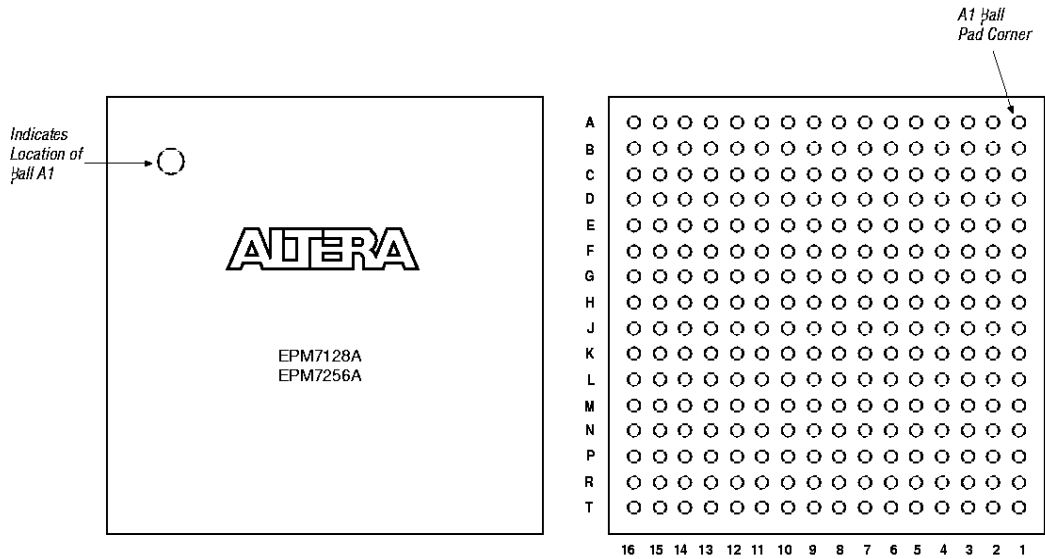 A1 Ball
Pad Corner
Indicates
Location of
Ball A1
ALTERA
EPM7128A
EPM7256A
A
B
C
D
E
F
G
H
J
K
L
M
N
P
R
T
16 15 14 13 12 11 10 9 8 7 6 5 4 3 2 1